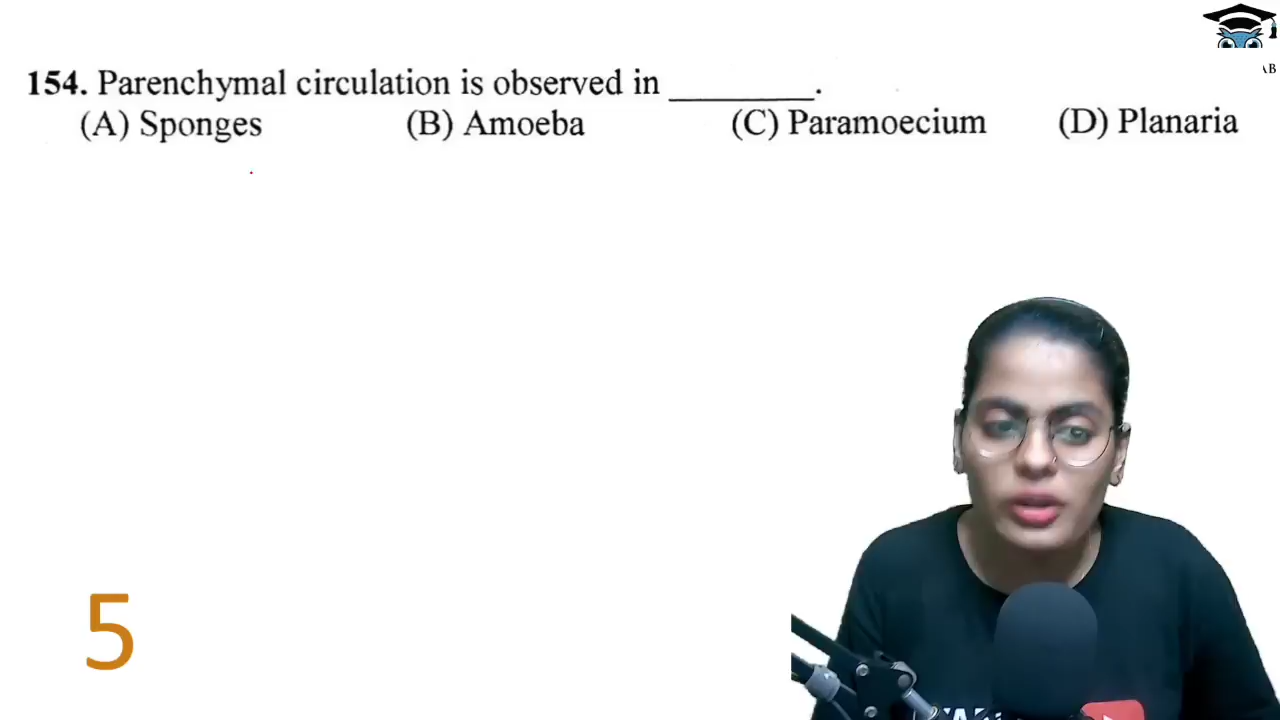 154. Parenchymal circulation is observed in ________.
(A) Sponges (B) Amoeba (C) Paramoecium (D) Planaria
5